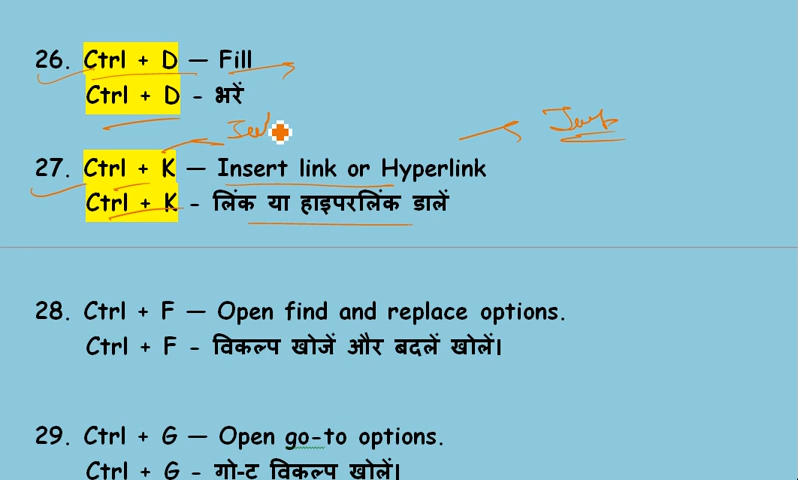 26. Ctrl + D — Fill
Ctrl + D - भरें
27. Ctrl + K — Insert link or Hyperlink
Ctrl + K - लिंक या हाइपरलिंक डालें
28. Ctrl + F — Open find and replace options.
Ctrl + F - विकल्प खोजें और बदलें खोलें।
29. Ctrl + G — Open go-to options.
Ctrl + G - गो-ट विकल्प खोलें।